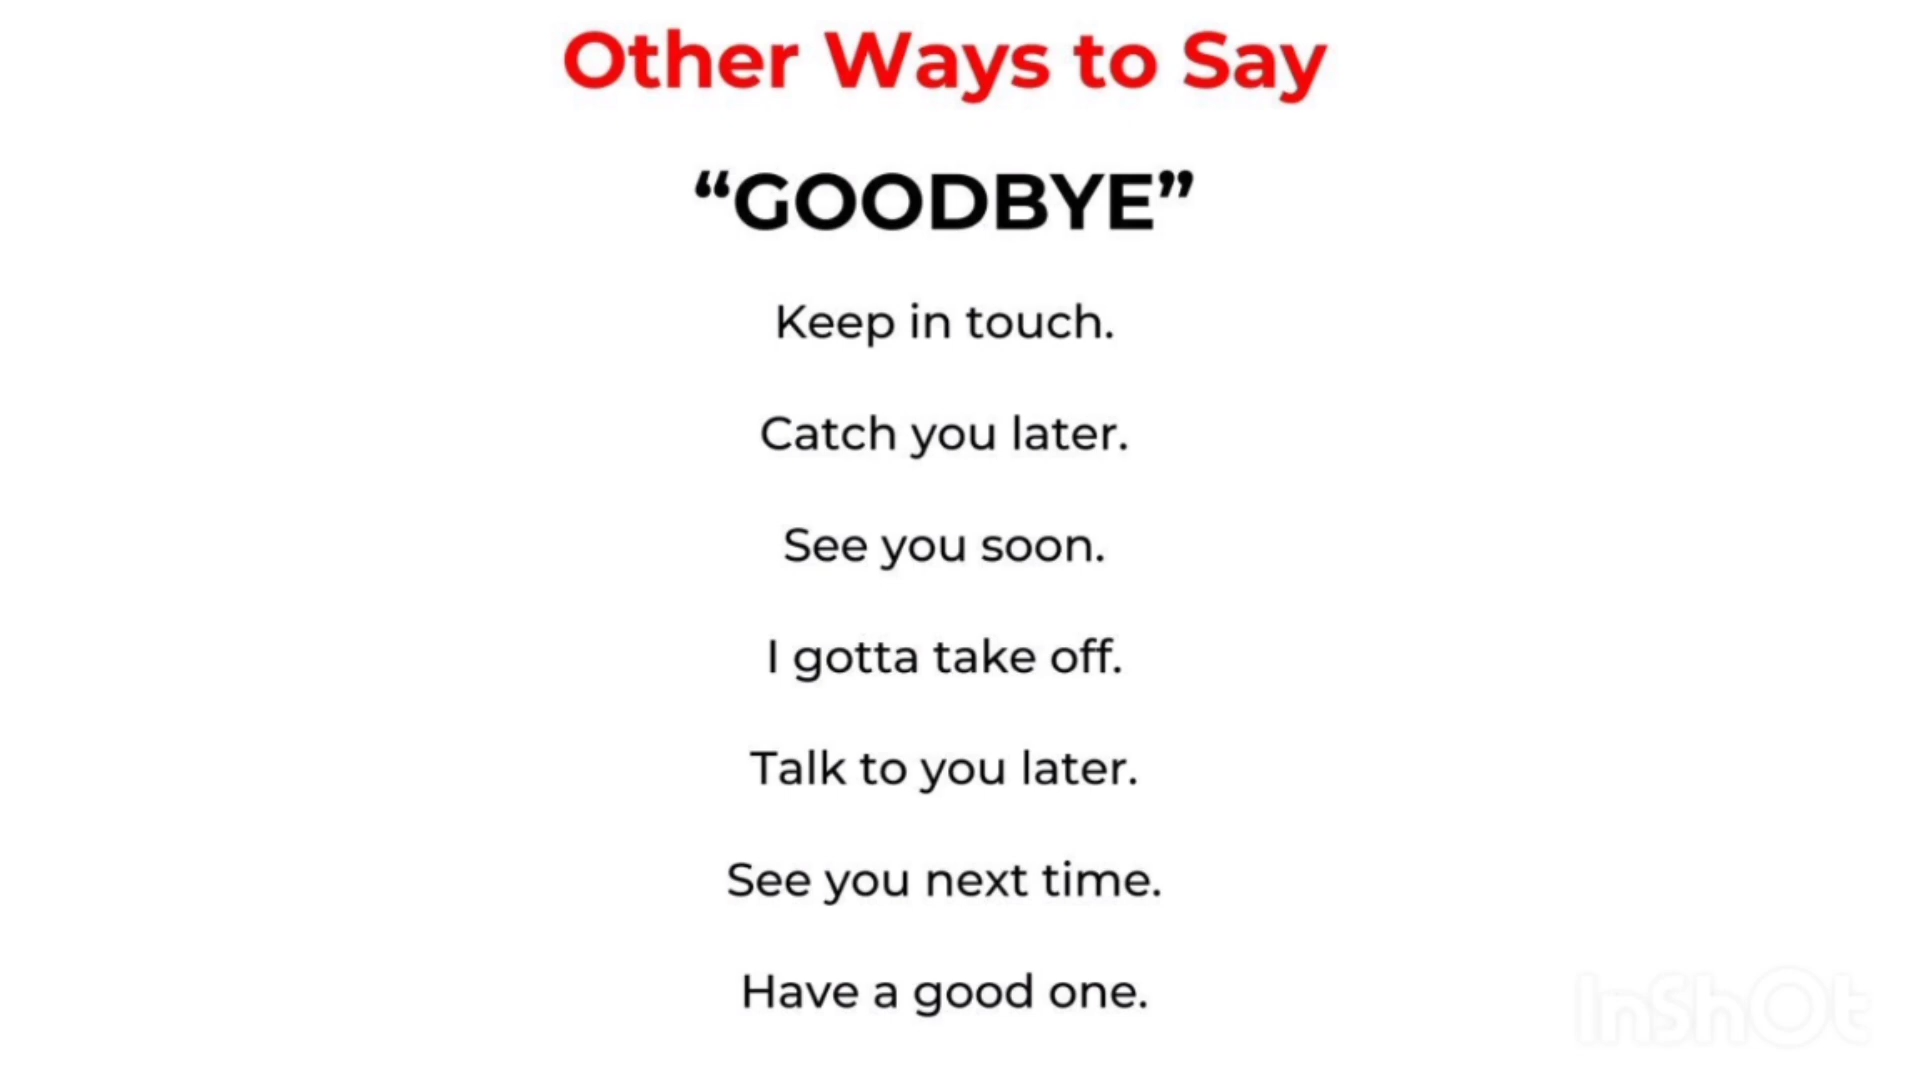 Other Ways to Say
“GOODBYE”
Keep in touch.
Catch you later.
See you soon.
I gotta take off.
Talk to you later.
See you next time.
Have a good one.
InShOt